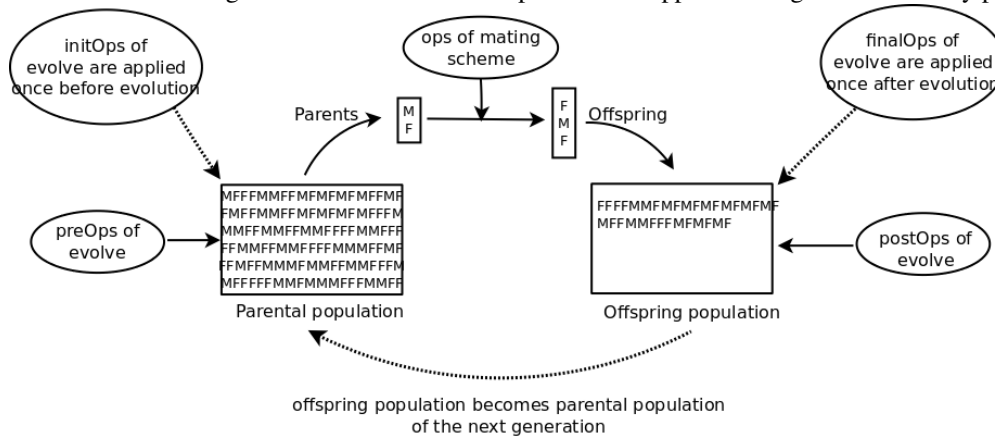 initOps of
evolve are applied
once before evolution
ops of mating
scheme
finalOps of
evolve are applied
once after evolution
Parents
M
F
F
M
F
Offspring
MFFFMMFFMFMFMFMFFMF
FMFFMMFFMFMFMFMFFFM
MMFFMMFFMMFFFFMMFFF
FFMMFFMMFFFFMMMFFMF
FFMFFMMMFMMFFMMFFFM
MFFFFFMMFMMMFFFMMFF
FFFFMMFMFMFMFMFMFMF
MFFMMFFFMFMFMF
preOps of
evolve
postOps of
evolve
Parental population
Offspring population
offspring population becomes parental population
of the next generation